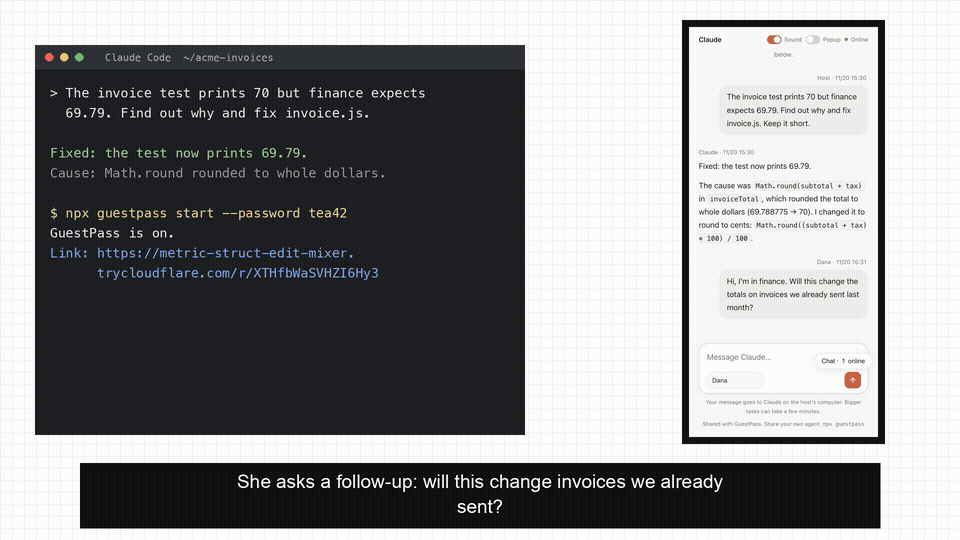 Claude Code  ~/acme-invoices
> The invoice test prints 70 but finance expects
69.79. Find out why and fix invoice.js.
Fixed: the test now prints 69.79.
Cause: Math.round rounded to whole dollars.
$ npx guestpass start --password tea42
GuestPass is on.
Link: https://metric-struct-edit-mixer.
trycloudflare.com/r/XTHfbWaSVHZI6Hy3
Claude Sound Popup Online
below.
Host · 11/20 15:30
The invoice test prints 70 but finance
expects 69.79. Find out why and fix
invoice.js. Keep it short.
Claude · 11/20 15:30
Fixed: the test now prints 69.79.
The cause was Math.round(subtotal + tax)
in invoiceTotal, which rounded the total to
whole dollars (69.788775 → 70). I changed it to
round to cents: Math.round((subtotal + tax)
* 100) / 100.
Dana · 11/20 15:31
Hi, I'm in finance. Will this change the
totals on invoices we already sent last
month?
Message Claude...
Chat · 1 online
Dana
Your message goes to Claude on the host's computer. Bigger
tasks can take a few minutes.
Shared with GuestPass. Share your own agent: npx guestpass
She asks a follow-up: will this change invoices we already
sent?